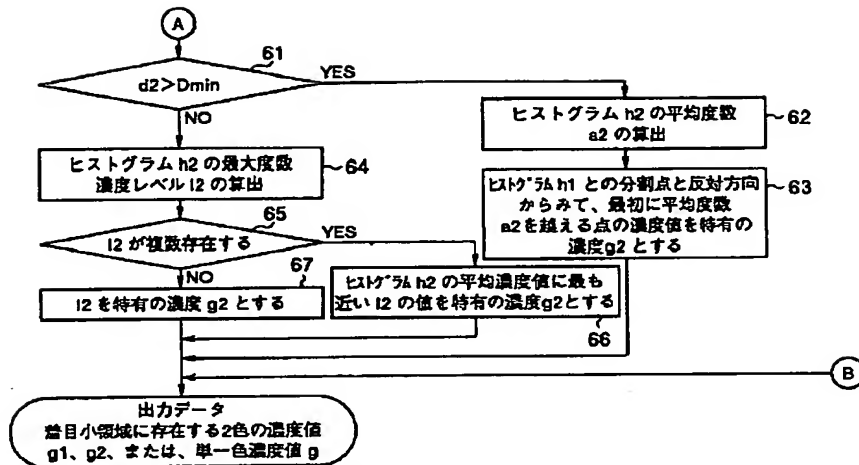 A
61
d2>Dmin
YES
NO
ヒストグラム h2 の平均度数
a2 の算出
62
ヒストグラム h2 の最大度数
濃度レベル l2 の算出
64
ヒストグラム h1 との分割点と反対方向
からみて、最初に平均度数
a2を越える点の濃度値を特有の
濃度g2とする
63
65
l2 が複数存在する
YES
NO
67
l2 を特有の濃度 g2 とする
ヒストグラム h2 の平均濃度値に最も
近い l2 の値を特有の濃度g2とする
66
B
出力データ
着目小領域に存在する2色の濃度値
g1、g2、または、単一色濃度値 g